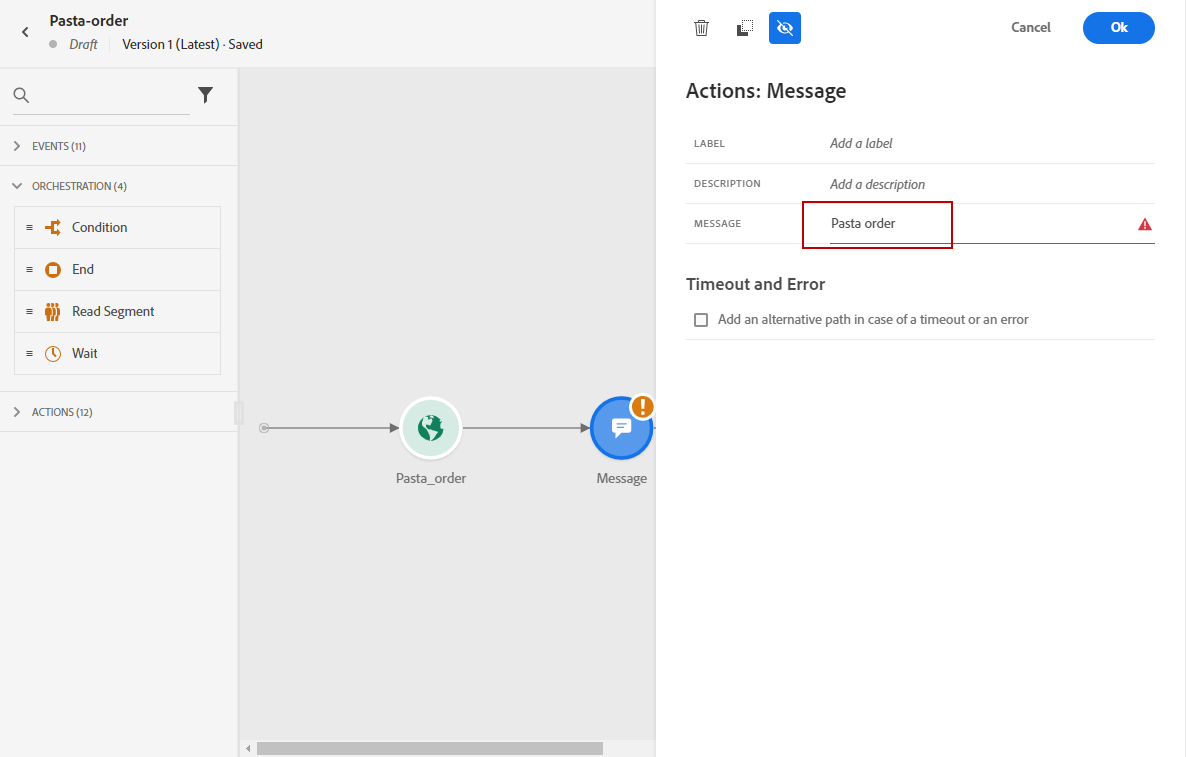 Pasta-order
Draft
Version 1 (Latest) · Saved
Cancel
Ok
EVENTS (11)
ORCHESTRATION (4)
Condition
End
Read Segment
Wait
ACTIONS (12)
Pasta_order
Message
Actions: Message
LABEL
Add a label
DESCRIPTION
Add a description
MESSAGE
Pasta order
Timeout and Error
Add an alternative path in case of a timeout or an error